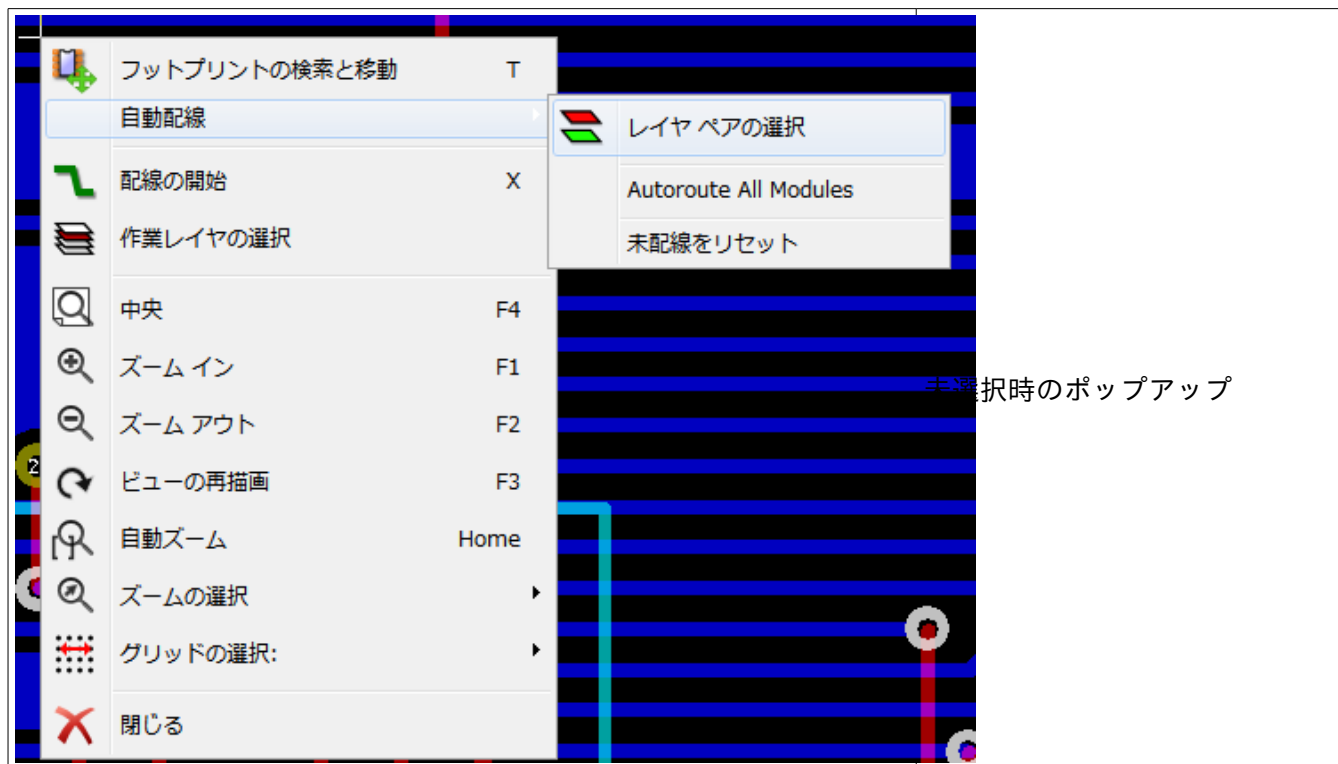 フットプリントの検索と移動 T
自動配線
レイヤ ペアの選択
配線の開始 X
Autoroute All Modules
作業レイヤの選択
未配線をリセット
中央 F4
ズーム イン F1
未選択時のポップアップ
ズーム アウト F2
2
ビューの再描画 F3
自動ズーム Home
ズームの選択
グリッドの選択:
閉じる